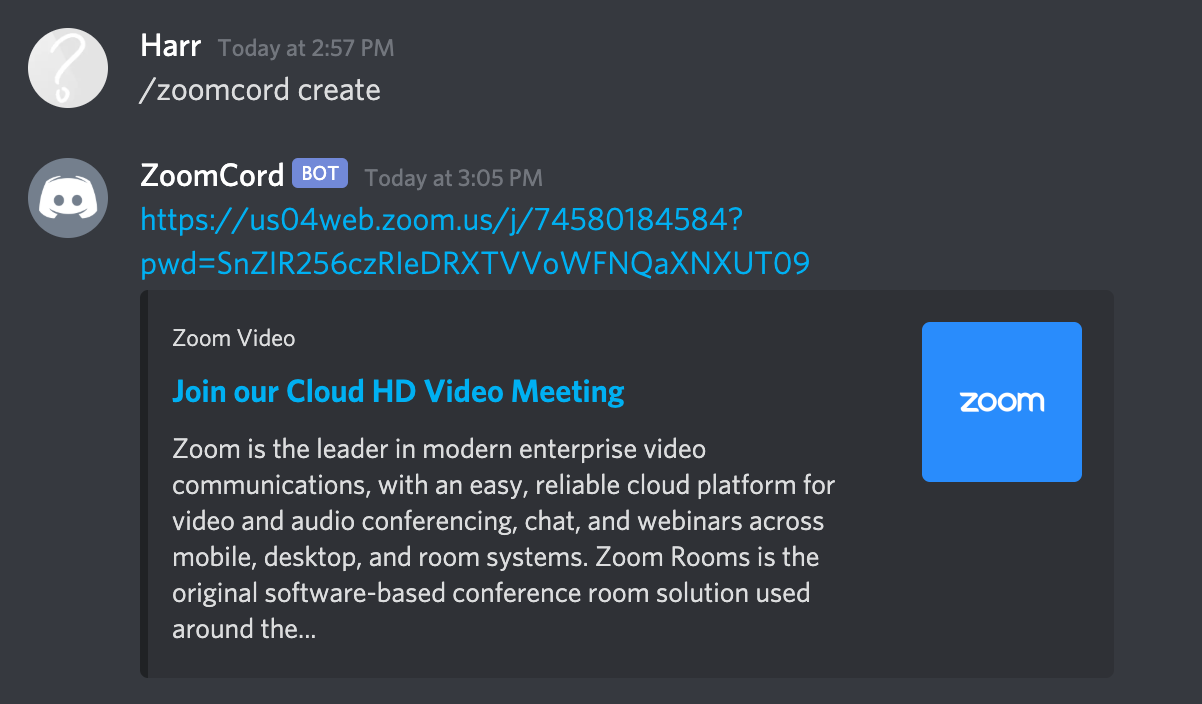 Harr Today at 2:57 PM
/zoomcord create
ZoomCord BOT Today at 3:05 PM
https://us04web.zoom.us/j/74580184584?
pwd=SnZIR256czRIeDRXTVVoWFNQaXNXUT09
Zoom Video
Join our Cloud HD Video Meeting
zoom
Zoom is the leader in modern enterprise video
communications, with an easy, reliable cloud platform for
video and audio conferencing, chat, and webinars across
mobile, desktop, and room systems. Zoom Rooms is the
original software-based conference room solution used
around the...